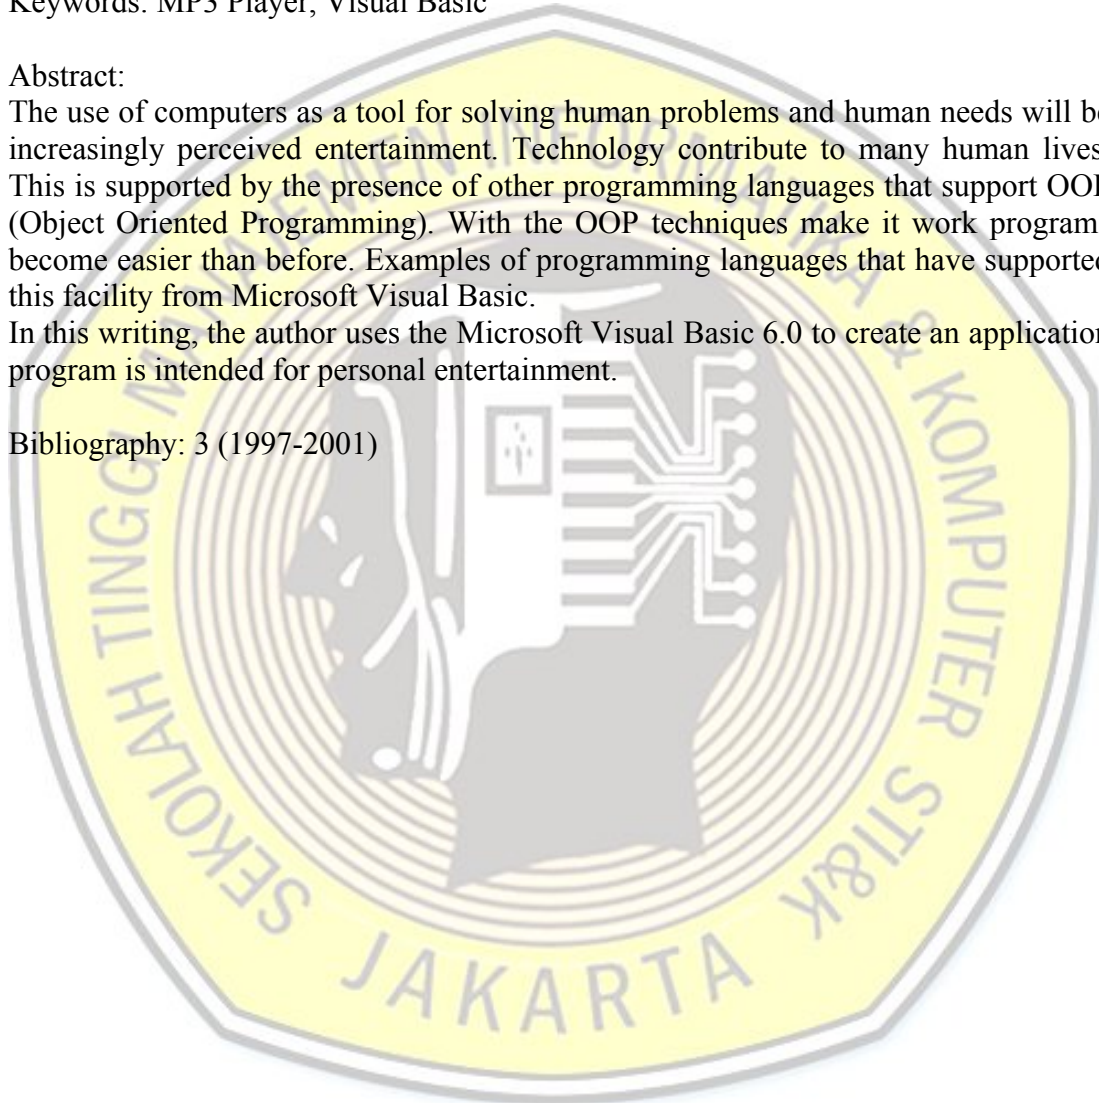 Keywords: MP3 Player, Visual Basic
Abstract:
The use of computers as a tool for solving human problems and human needs will be
increasingly perceived entertainment. Technology contribute to many human lives.
This is supported by the presence of other programming languages that support OOP
(Object Oriented Programming). With the OOP techniques make it work program
become easier than before. Examples of programming languages that have supported
this facility from Microsoft Visual Basic.
In this writing, the author uses the Microsoft Visual Basic 6.0 to create an application
program is intended for personal entertainment.
Bibliography: 3 (1997-2001)
SEKOLAH TINGGI MANAJEMEN INFORMATIKA & KOMPUTER STI&K
JAKARTA